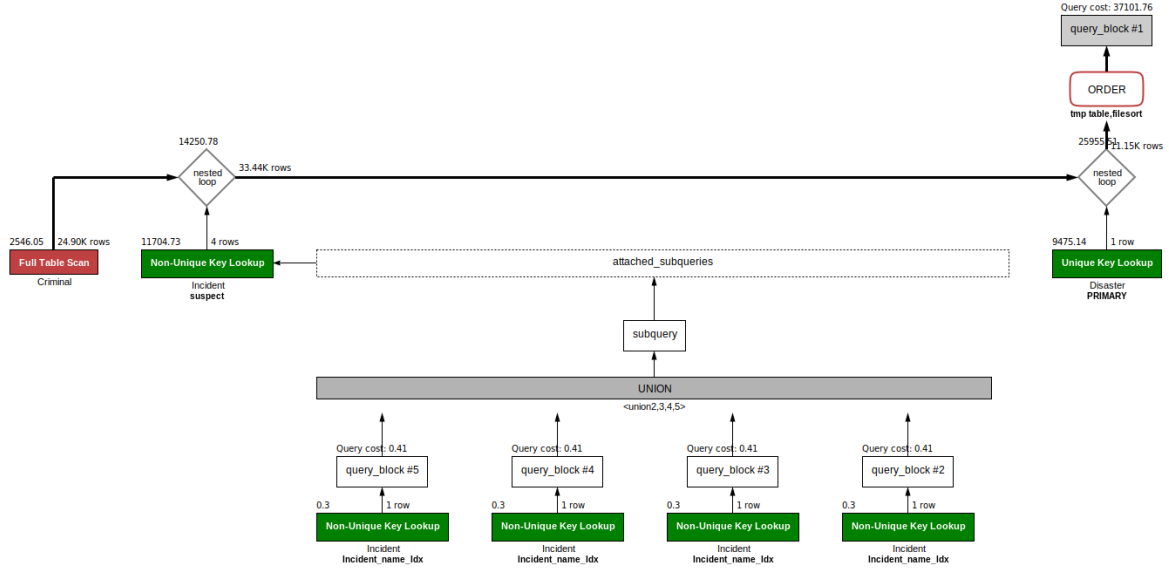 Query cost: 37101.76
query_block #1
ORDER
tmp table,filesort
14250.78
25955.51
11.15K rows
nested
loop
33.44K rows
nested
loop
2546.05 24.90K rows
11704.73 4 rows
9475.14 1 row
Full Table Scan
Non-Unique Key Lookup
attached_subqueries
Unique Key Lookup
Criminal
Incident
suspect
Disaster
PRIMARY
subquery
UNION
<union2,3,4,5>
Query cost: 0.41
Query cost: 0.41
Query cost: 0.41
Query cost: 0.41
query_block #5
query_block #4
query_block #3
query_block #2
0.3 1 row
0.3 1 row
0.3 1 row
0.3 1 row
Non-Unique Key Lookup
Non-Unique Key Lookup
Non-Unique Key Lookup
Non-Unique Key Lookup
Incident
Incident_name_Idx
Incident
Incident_name_Idx
Incident
Incident_name_Idx
Incident
Incident_name_Idx